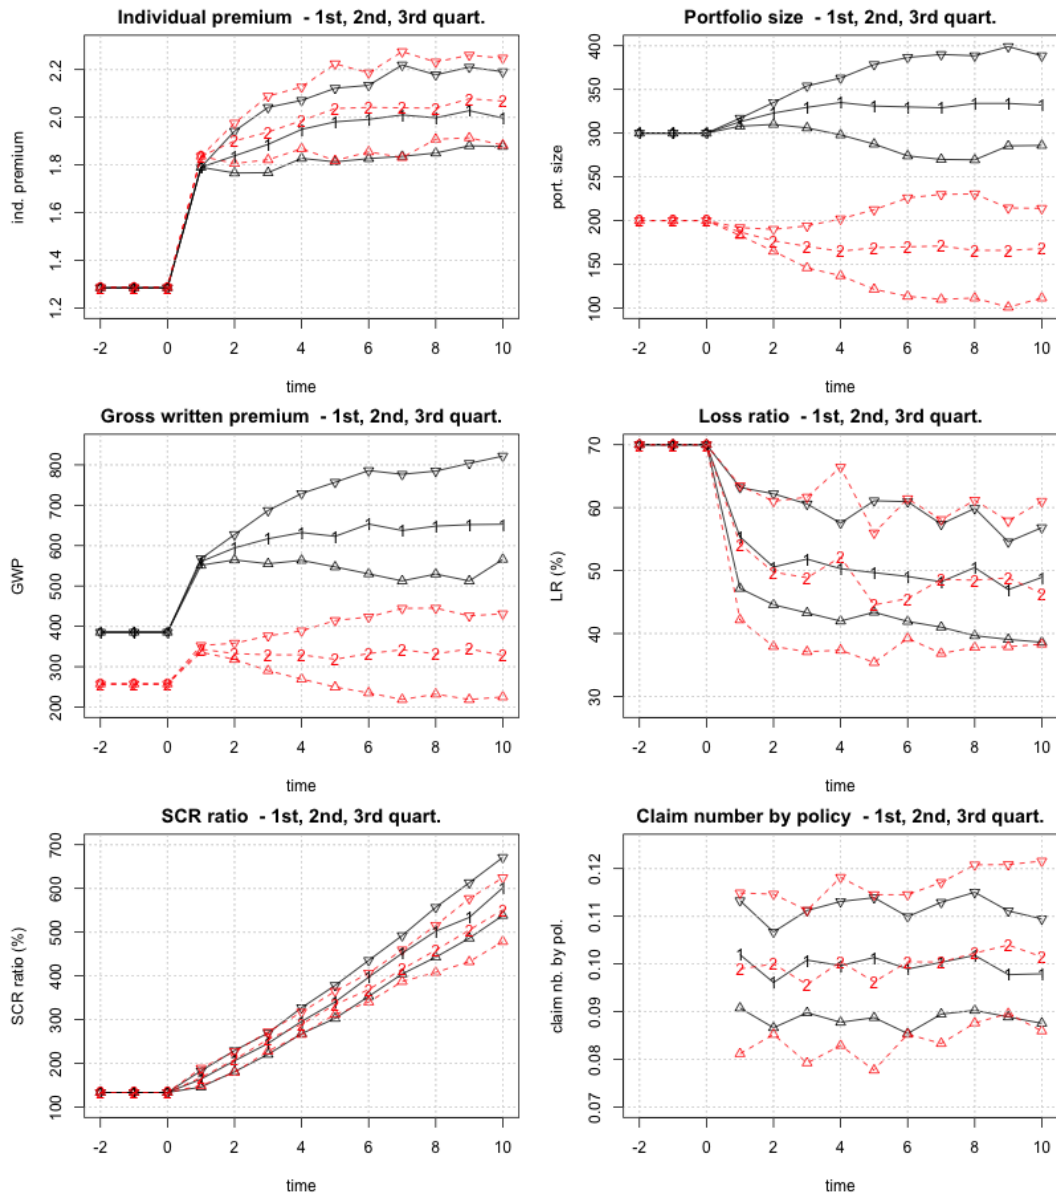 Individual premium - 1st, 2nd, 3rd quart.
ind. premium
1.2 1.4 1.6 1.8 2.0 2.2
-2 0 2 4 6 8 10
time
Portfolio size - 1st, 2nd, 3rd quart.
port. size
100 150 200 250 300 350 400
-2 0 2 4 6 8 10
time
Gross written premium - 1st, 2nd, 3rd quart.
GWP
200 300 400 500 600 700 800
-2 0 2 4 6 8 10
time
Loss ratio - 1st, 2nd, 3rd quart.
LR (%)
30 40 50 60 70
-2 0 2 4 6 8 10
time
SCR ratio - 1st, 2nd, 3rd quart.
SCR ratio (%)
100 200 300 400 500 600 700
-2 0 2 4 6 8 10
time
Claim number by policy - 1st, 2nd, 3rd quart.
claim nb. by pol.
0.07 0.08 0.09 0.10 0.11 0.12
-2 0 2 4 6 8 10
time